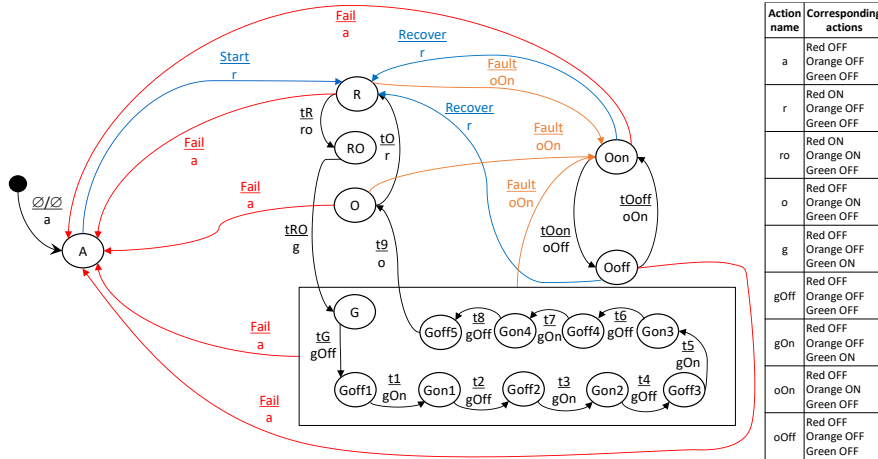 Fail
a
Start
r
Recover
r
Fault
oOn
R
tR
ro
tO
r
Recover
r
RO
Fail
a
Fault
oOn
Oon
Fail
a
O
Fault
oOn
tOon
oOff
tOoff
oOn
∅/∅
a
A
tRO
g
t9
o
Ooff
G
tG
gOff
Goff5
t8
gOff
Gon4
t7
gOn
Goff4
t6
gOff
Gon3
t5
gOn
Fail
a
Goff1
t1
gOn
Gon1
t2
gOff
Goff2
t3
gOn
Gon2
t4
gOff
Goff3
Fail
a
Action name
Corresponding actions
a
Red OFF
Orange OFF
Green OFF
r
Red ON
Orange OFF
Green OFF
ro
Red ON
Orange ON
Green OFF
o
Red OFF
Orange ON
Green OFF
g
Red OFF
Orange OFF
Green ON
gOff
Red OFF
Orange OFF
Green OFF
gOn
Red OFF
Orange OFF
Green ON
oOn
Red OFF
Orange ON
Green OFF
oOff
Red OFF
Orange OFF
Green OFF